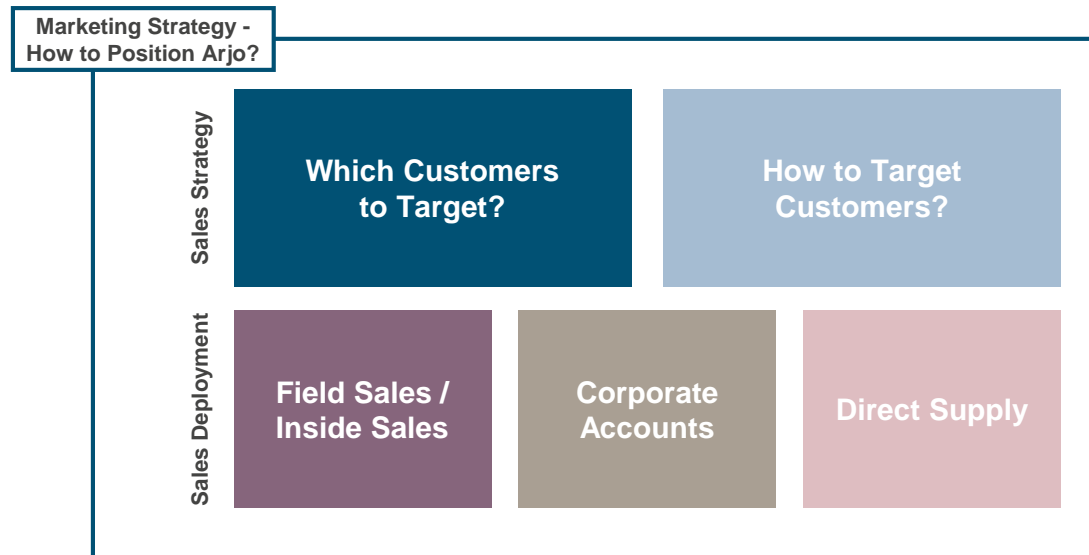 Marketing Strategy -
How to Position Arjo?
Sales Strategy
Which Customers
to Target?
How to Target
Customers?
Sales Deployment
Field Sales /
Inside Sales
Corporate
Accounts
Direct Supply